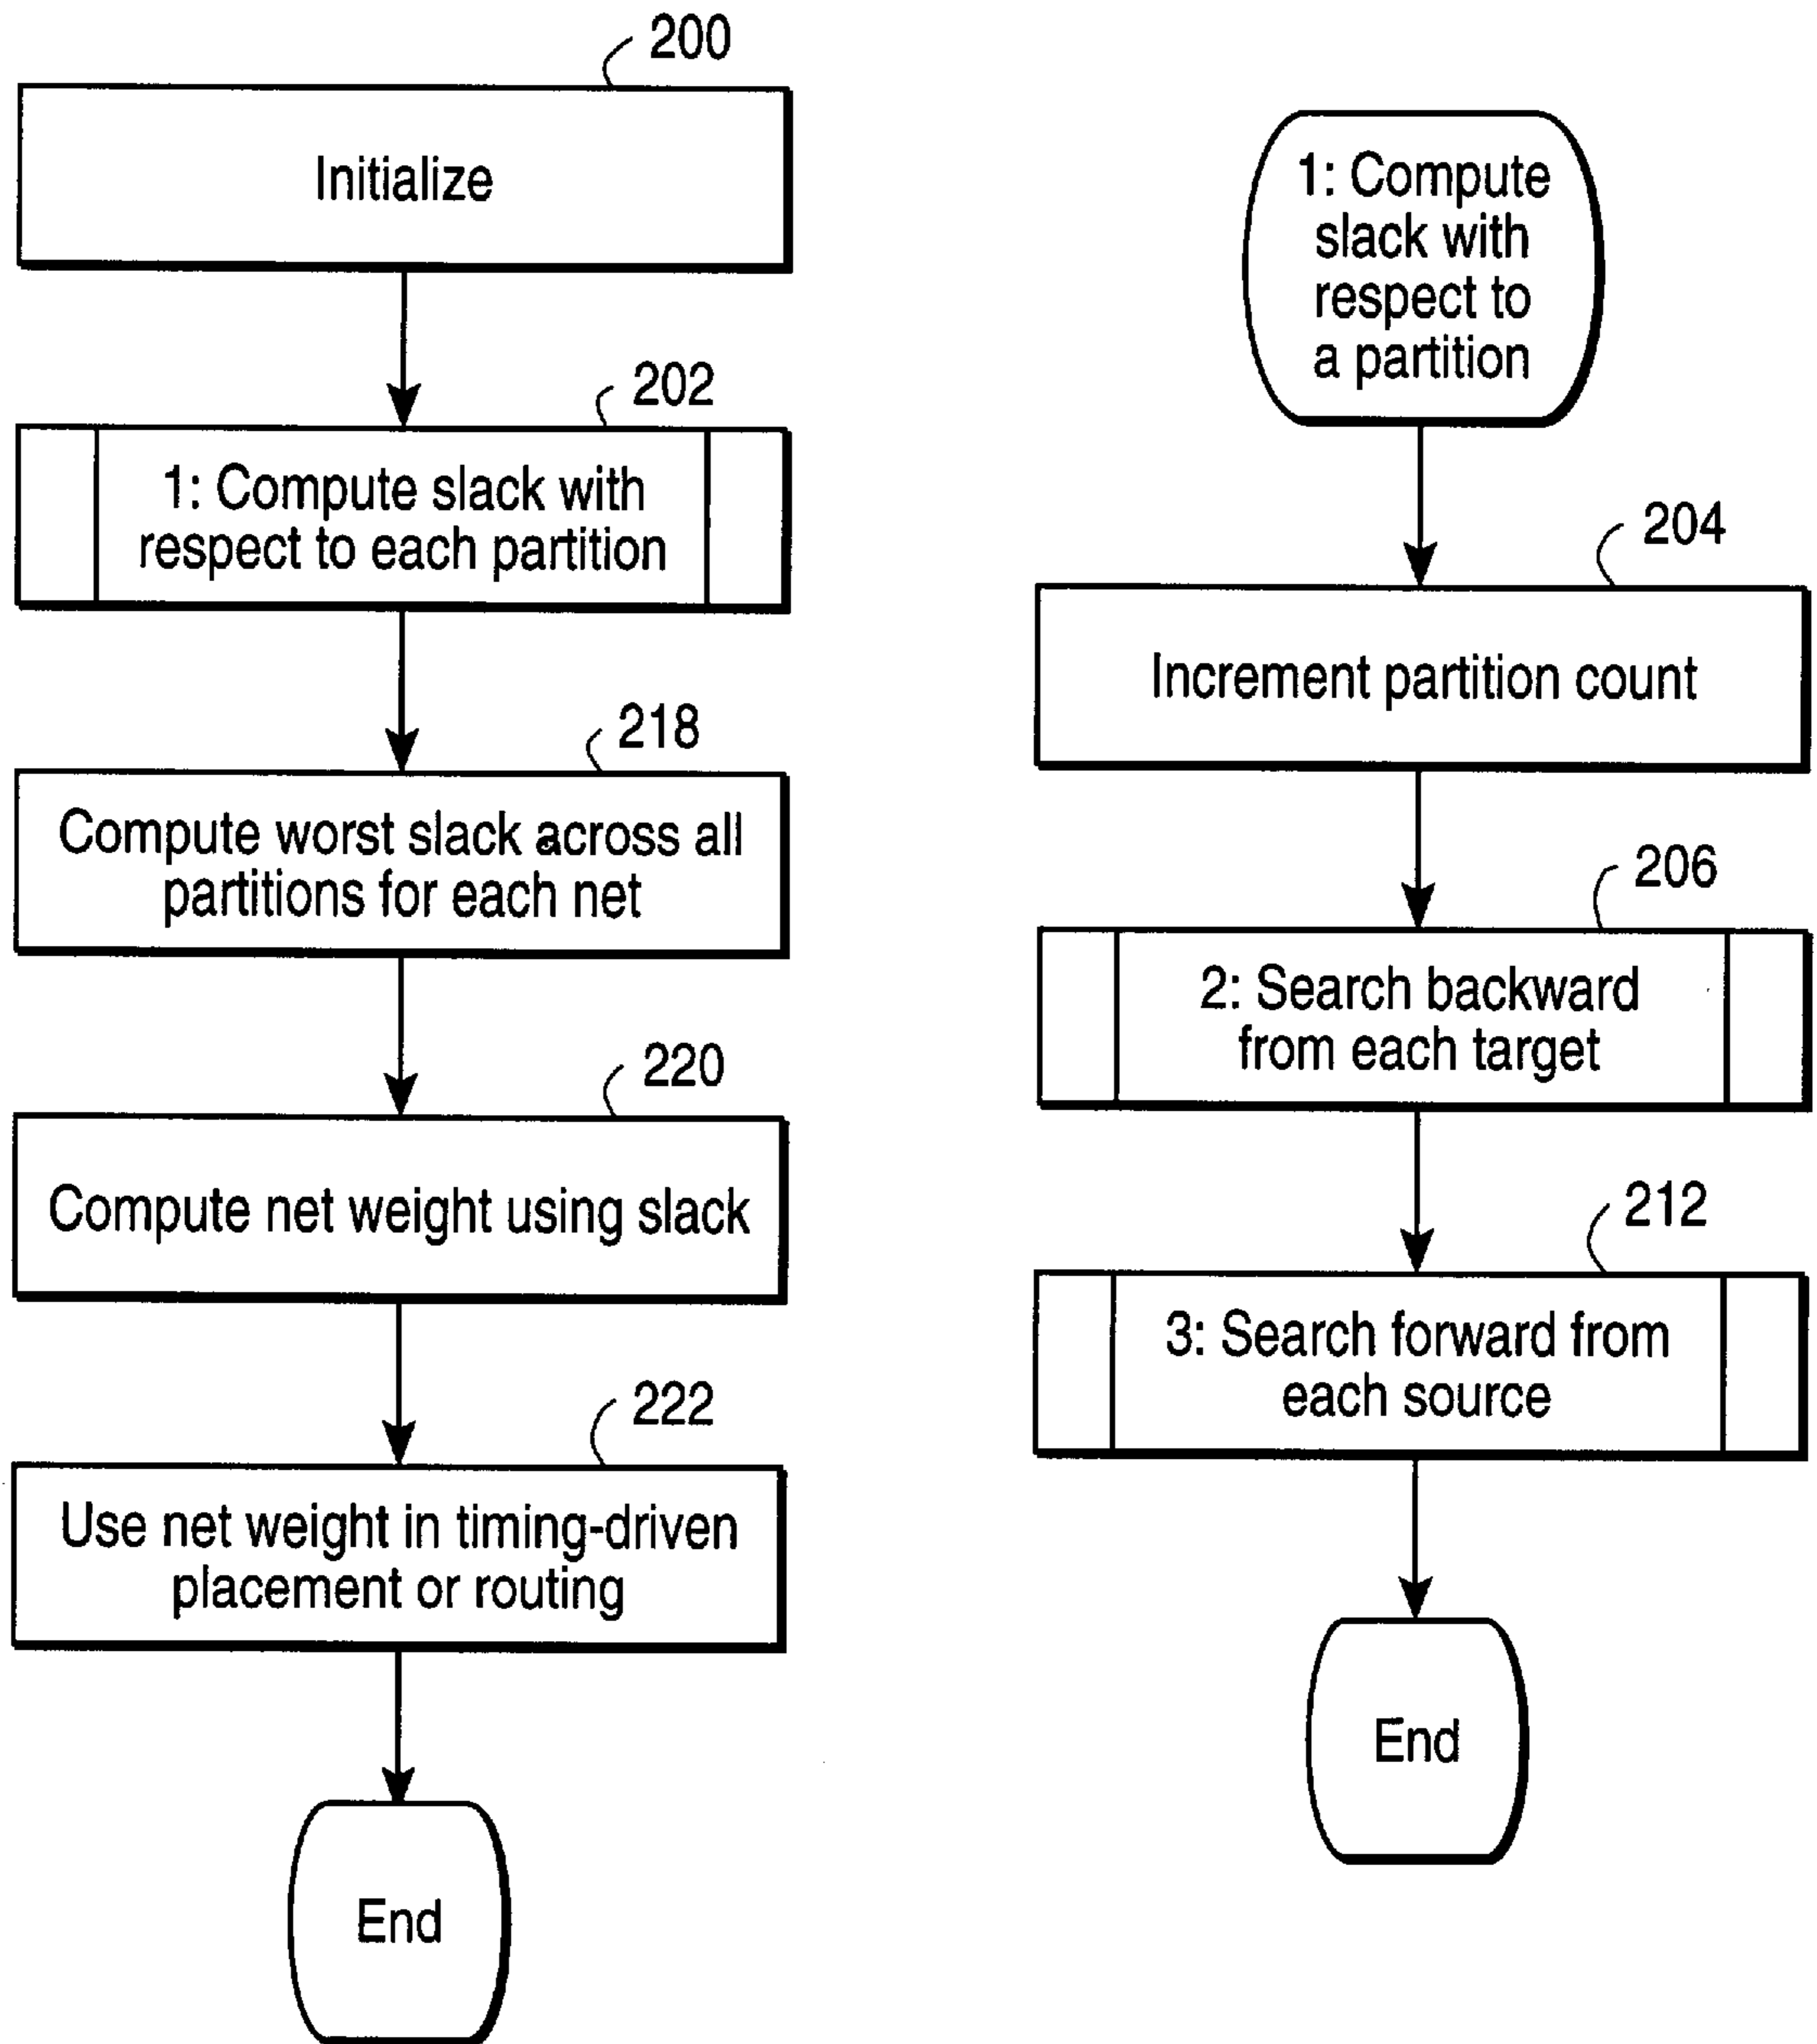 200
Initialize
202
1: Compute slack with
respect to each partition
218
Compute worst slack across all
partitions for each net
220
Compute net weight using slack
222
Use net weight in timing-driven
placement or routing
End
1: Compute
slack with
respect to
a partition
204
Increment partition count
206
2: Search backward
from each target
212
3: Search forward from
each source
End